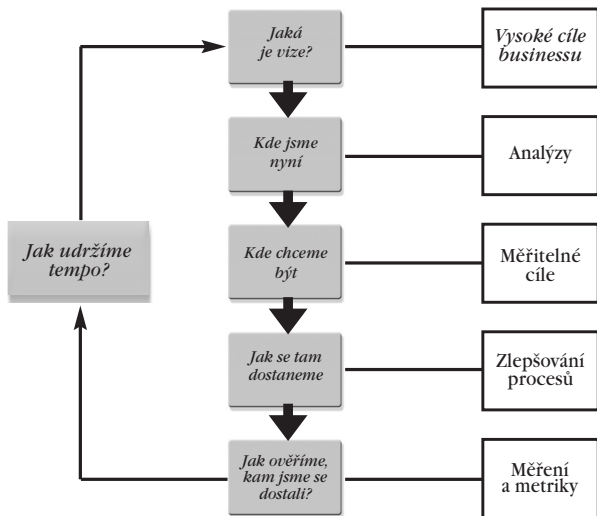 Jaká
je vize?
Vysoké cíle
businessu
Kde jsme
nyní
Analýzy
Jak udržíme
tempo?
Kde chceme
být
Měřitelné
cíle
Jak se tam
dostaneme
Zlepšování
procesů
Jak ověříme,
kam jsme se
dostali?
Měření
a metriky